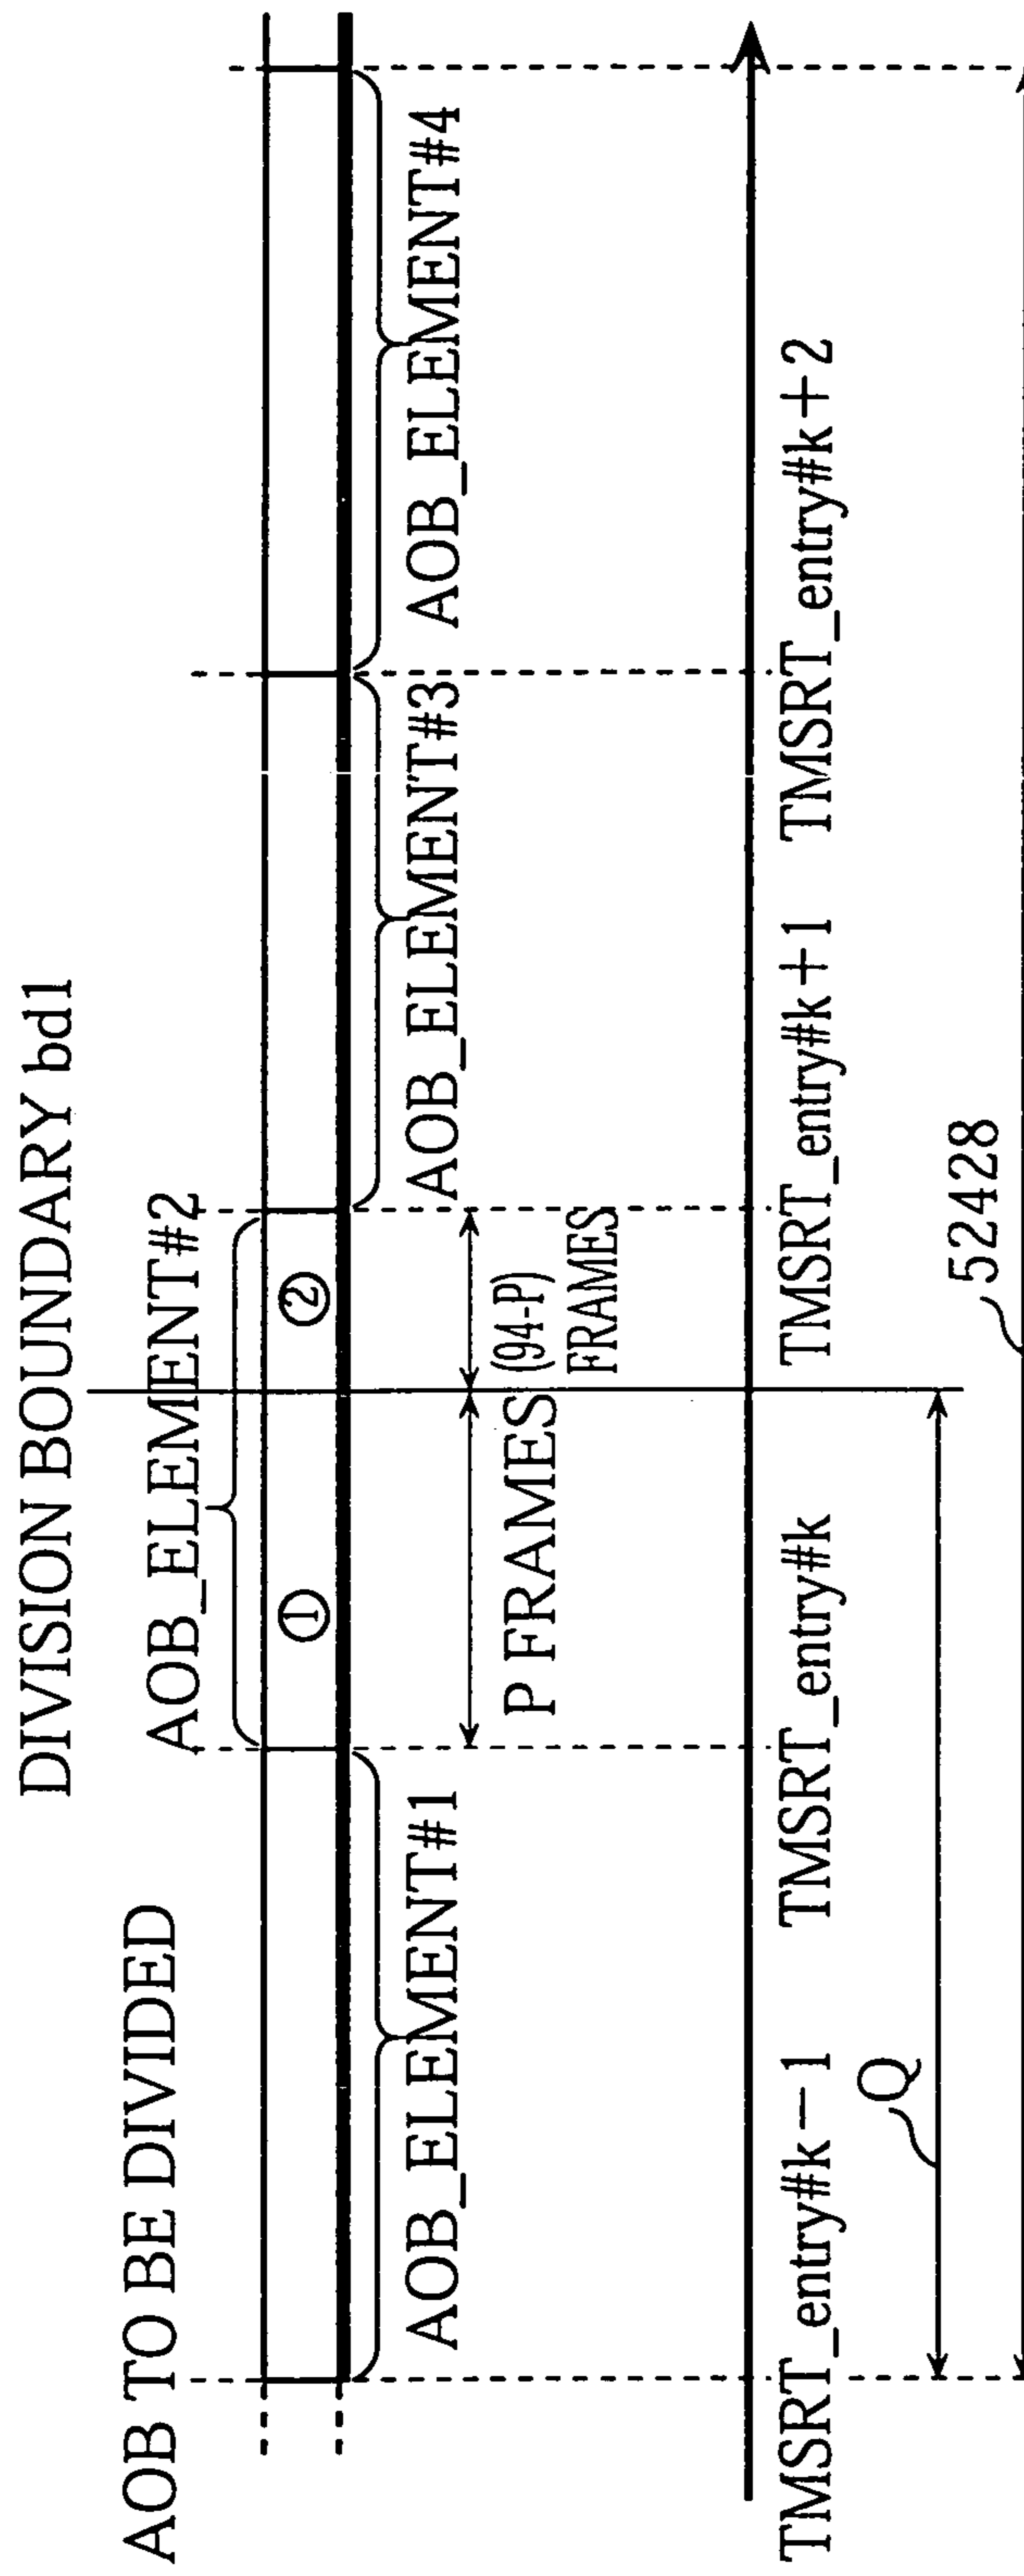 DIVISION BOUNDARY bd1
AOB TO BE DIVIDED
AOB_ELEMENT#2
① ②
AOB_ELEMENT#1 AOB_ELEMENT#3 AOB_ELEMENT#4
P FRAMES (94-P)
FRAMES
TMSRT_entry#k-1 TMSRT_entry#k TMSRT_entry#k+1 TMSRT_entry#k+2
Q
52428